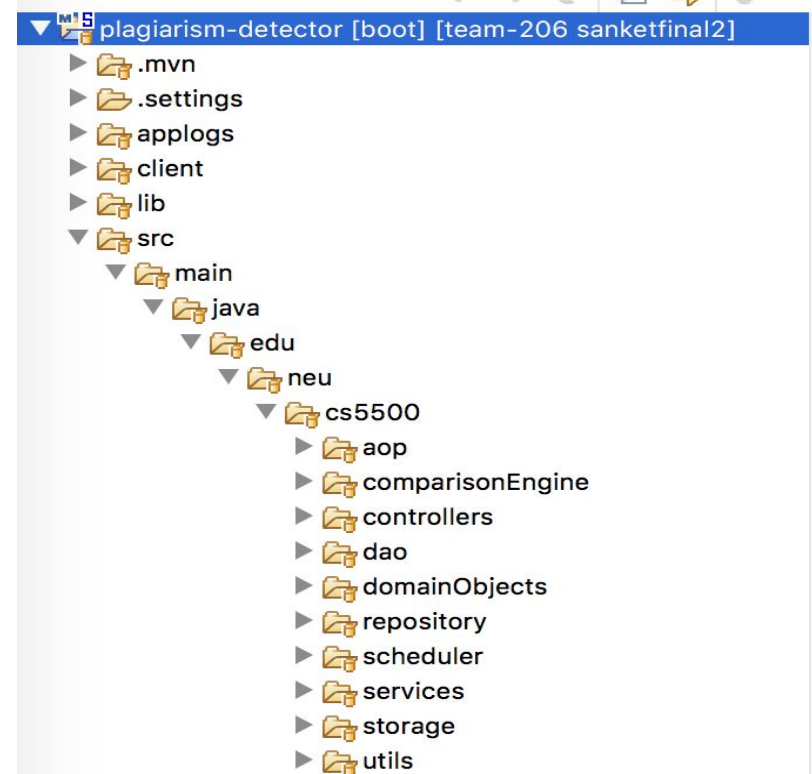 plagiarism-detector [boot] [team-206 sanketfinal2]
.mvn
.settings
applogs
client
lib
src
main
java
edu
neu
cs5500
aop
comparisonEngine
controllers
dao
domainObjects
repository
scheduler
services
storage
utils